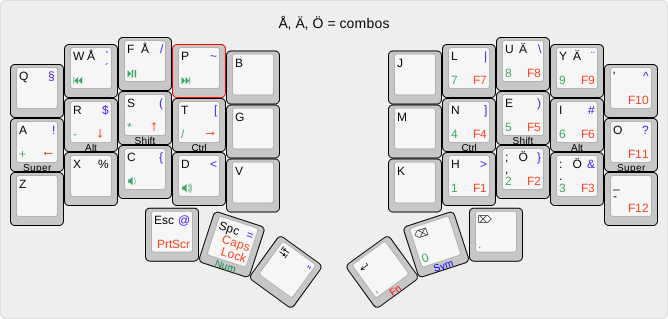 Å, Ä, Ö = combos
Q §
W Å `
´
⏮
F Å /
⏯
P ~
⏭
B
J
L |
7 F7
U Ä \
8 F8
Y Ä ¨
9 F9
' ^
F10
A !
+ ←
Super
R $
- ↓
Alt
S (
* ↑
Shift
T [
/ →
Ctrl
G
M
N ]
4 F4
Ctrl
E )
5 F5
Shift
I #
6 F6
Alt
O ?
F11
Super
Z
X %
C {
🔉
D <
🔊
V
K
H >
1 F1
; Ö }
,
2 F2
: Ö &
.
3 F3
_
-
F12
Esc @
PrtScr
Spc =
Caps
Lock
Num
↹ "
↵
.
Fn
⌫
0
Sym
⌦
.